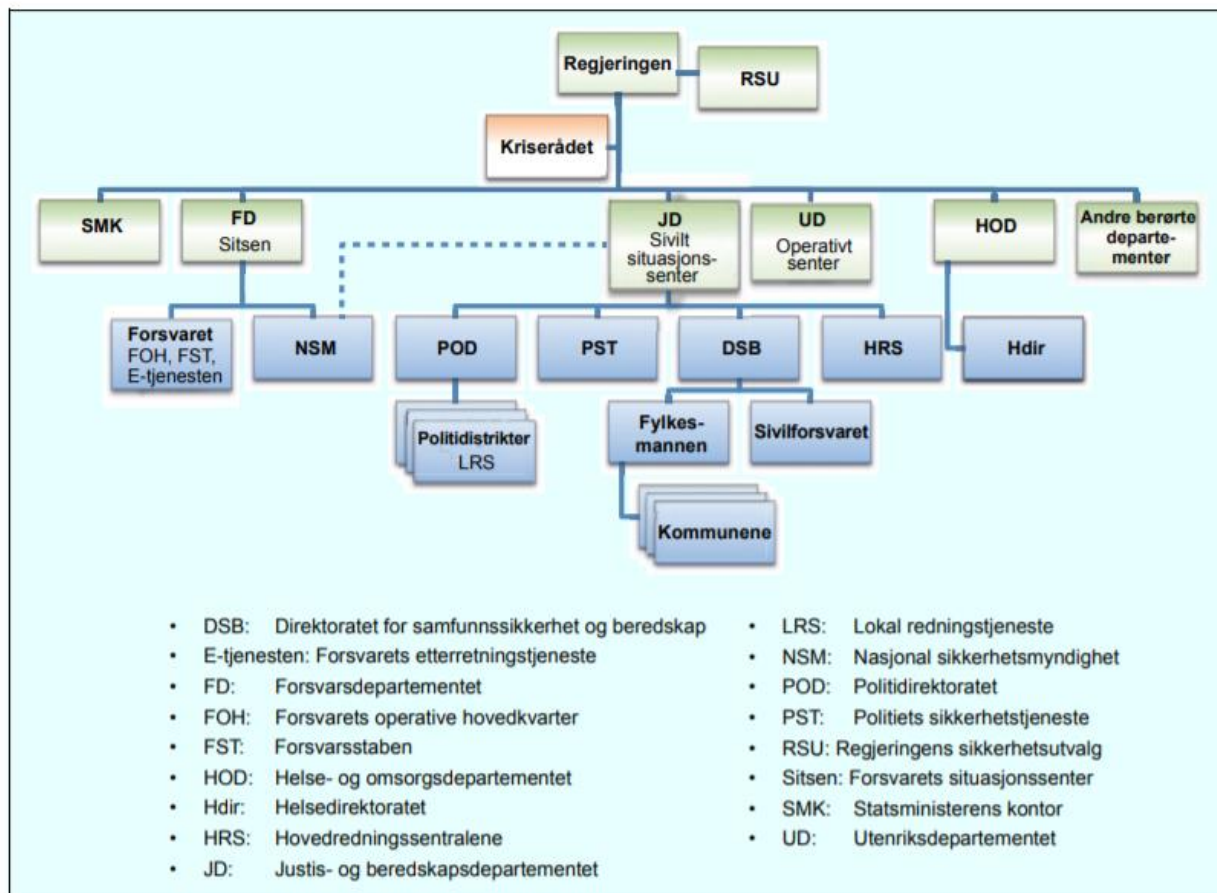 Regjeringen
RSU
Kriserådet
SMK
FD
Sitsen
JD
Sivilt
situasjons-
senter
UD
Operativt
senter
HOD
Andre berørte
departe-
menter
Forsvaret
FOH, FST,
E-tjenesten
NSM
POD
PST
DSB
HRS
Hdir
Politidistrikter
LRS
Fylkes-
mannen
Sivilforsvaret
Kommunene
• DSB: Direktoratet for samfunnssikkerhet og beredskap
• E-tjenesten: Forsvarets etterretningstjeneste
• FD: Forsvarsdepartementet
• FOH: Forsvarets operative hovedkvarter
• FST: Forsvarsstaben
• HOD: Helse- og omsorgsdepartementet
• Hdir: Helsedirektoratet
• HRS: Hovedredningssentralene
• JD: Justis- og beredskapsdepartementet
• LRS: Lokal redningstjeneste
• NSM: Nasjonal sikkerhetsmyndighet
• POD: Politidirektoratet
• PST: Politiets sikkerhetstjeneste
• RSU: Regjeringens sikkerhetsutvalg
• Sitsen: Forsvarets situasjonssenter
• SMK: Statsministerens kontor
• UD: Utenriksdepartementet